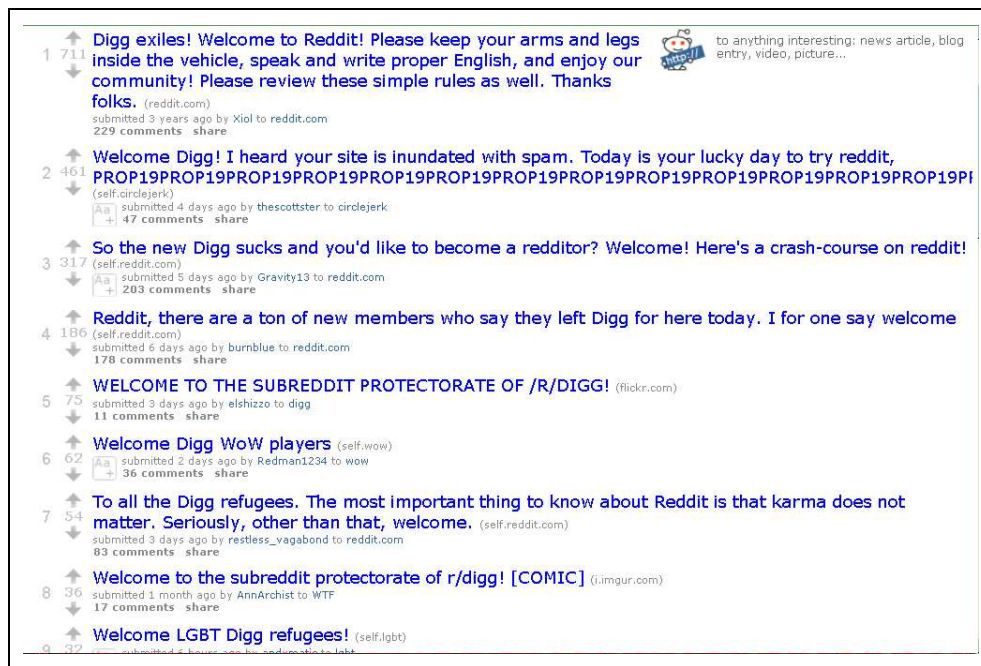 to anything interesting: news article, blog
entry, video, picture...
http://
1 711 Digg exiles! Welcome to Reddit! Please keep your arms and legs
inside the vehicle, speak and write proper English, and enjoy our
community! Please review these simple rules as well. Thanks
folks. (reddit.com)
submitted 3 years ago by Xiol to reddit.com
229 comments share
Welcome Digg! I heard your site is inundated with spam. Today is your lucky day to try reddit,
2 461 PROP19PROP19PROP19PROP19PROP19PROP19PROP19PROP19PROP19PROP19PROP19PROP19PROP19PI
(self.circlejerk)
Aa+ submitted 4 days ago by thescottster to circlejerk
47 comments share
So the new Digg sucks and you'd like to become a redditor? Welcome! Here's a crash-course on reddit!
3 317 (self.reddit.com)
Aa+ submitted 5 days ago by Gravity13 to reddit.com
203 comments share
Reddit, there are a ton of new members who say they left Digg for here today. I for one say welcome
4 186 (self.reddit.com)
submitted 6 days ago by burnblue to reddit.com
178 comments share
WELCOME TO THE SUBREDDIT PROTECTORATE OF /R/DIGG! (flickr.com)
5 75 submitted 3 days ago by elshizzo to digg
11 comments share
Welcome Digg WoW players (self.wow)
6 62 Aa+ submitted 2 days ago by Redman1234 to wow
36 comments share
To all the Digg refugees. The most important thing to know about Reddit is that karma does not
7 54 matter. Seriously, other than that, welcome. (self.reddit.com)
submitted 3 days ago by restless_vagabond to reddit.com
83 comments share
Welcome to the subreddit protectorate of r/digg! [COMIC] (i.imgur.com)
8 36 submitted 1 month ago by AnnArchist to WTF
17 comments share
Welcome LGBT Digg refugees! (self.lgbt)
9 32 submitted 6 hours ago by